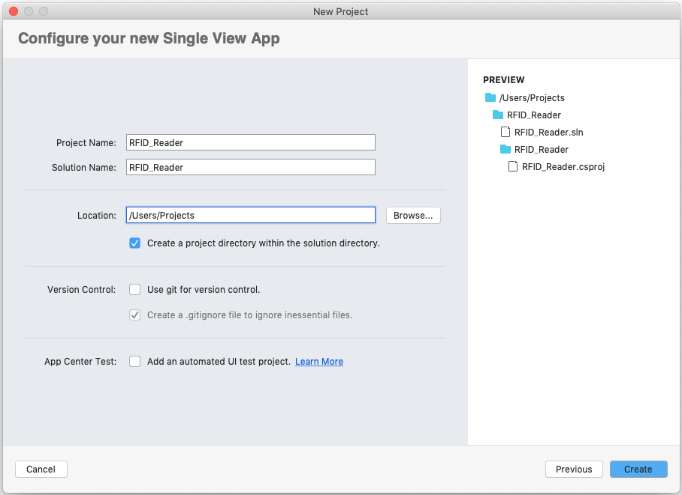 New Project
Configure your new Single View App
Project Name: RFID_Reader
Solution Name: RFID_Reader
Location: /Users/Projects Browse...
Create a project directory within the solution directory.
Version Control: Use git for version control.
Create a .gitignore file to ignore inessential files.
App Center Test: Add an automated UI test project. Learn More
PREVIEW
/Users/Projects
RFID_Reader
RFID_Reader.sln
RFID_Reader
RFID_Reader.csproj
Cancel Previous Create